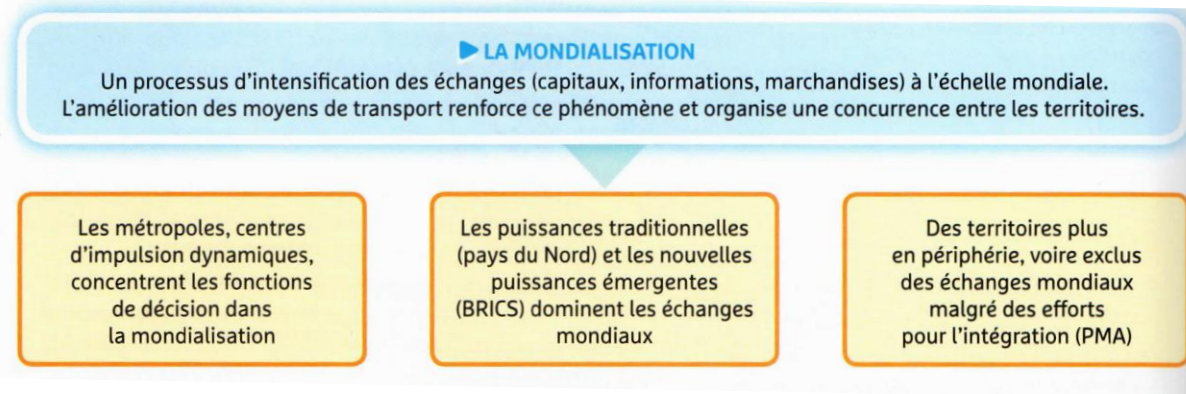 LA MONDIALISATION
Un processus d'intensification des échanges (capitaux, informations, marchandises) à l'échelle mondiale.
L'amélioration des moyens de transport renforce ce phénomène et organise une concurrence entre les territoires.
Les métropoles, centres
d'impulsion dynamiques,
concentrent les fonctions
de décision dans
la mondialisation
Les puissances traditionnelles
(pays du Nord) et les nouvelles
puissances émergentes
(BRICS) dominent les échanges
mondiaux
Des territoires plus
en périphérie, voire exclus
des échanges mondiaux
malgré des efforts
pour l'intégration (PMA)